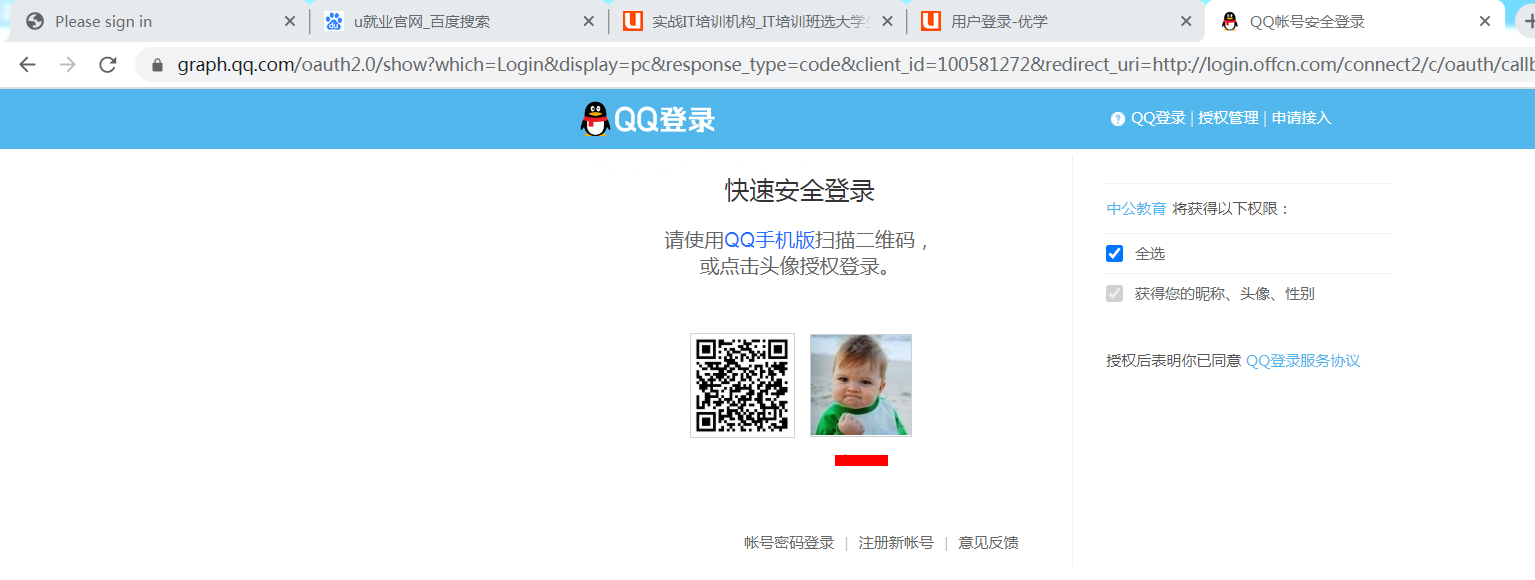 Please sign in
u就业官网_百度搜索
实战IT培训机构_IT培训班选大学生
用户登录-优学
QQ帐号安全登录
graph.qq.com/oauth2.0/show?which=Login&display=pc&response_type=code&client_id=100581272&redirect_uri=http://login.offcn.com/connect2/c/oauth/callb
QQ登录
QQ登录 | 授权管理 | 申请接入
快速安全登录
请使用QQ手机版扫描二维码，
或点击头像授权登录。
中公教育 将获得以下权限：
全选
获得您的昵称、头像、性别
授权后表明你已同意 QQ登录服务协议
帐号密码登录 | 注册新帐号 | 意见反馈